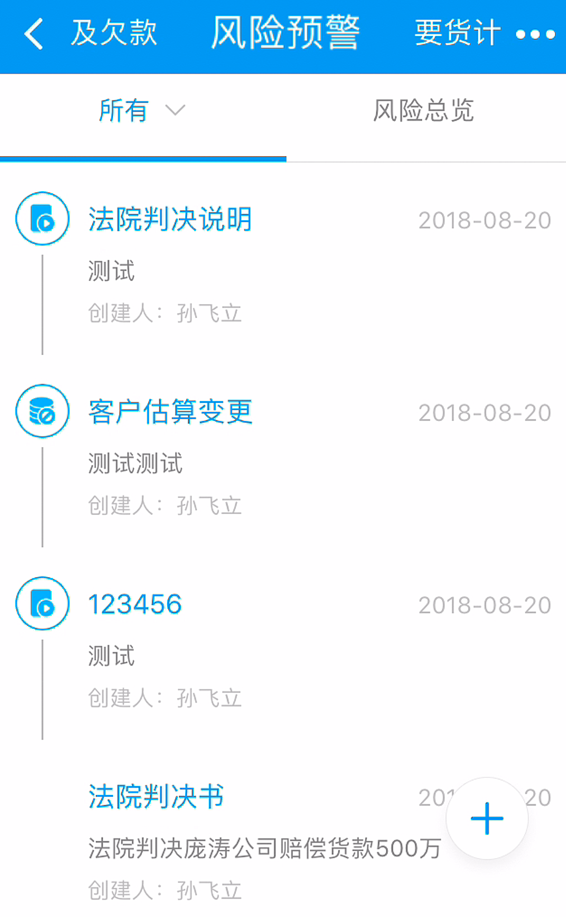 及欠款 风险预警 要货计
所有 风险总览
法院判决说明 2018-08-20
测试
创建人：孙飞立
客户估算变更 2018-08-20
测试测试
创建人：孙飞立
123456 2018-08-20
测试
创建人：孙飞立
法院判决书 20 20
法院判决庞涛公司赔偿货款500万
创建人：孙飞立